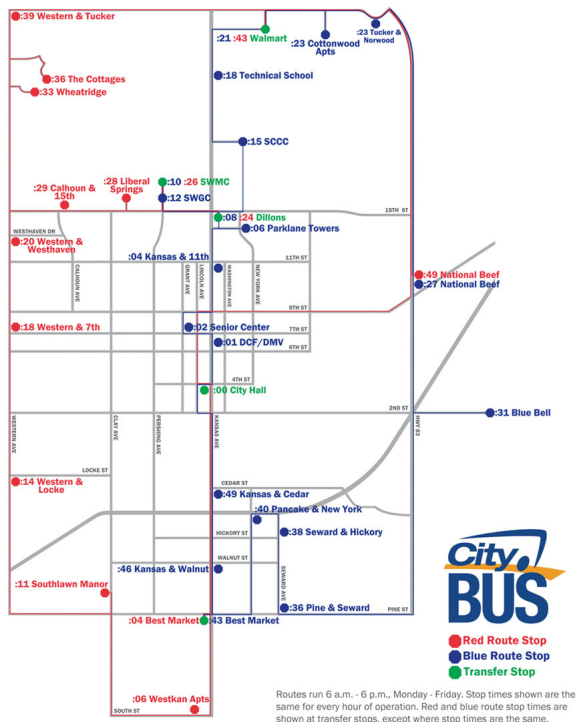 :39 Western & Tucker
:21 :43 Walmart
:23 Cottonwood
Apts
:23 Tucker &
Norwood
:36 The Cottages
:33 Wheatridge
:18 Technical School
:15 SCCC
:29 Calhoun &
15th
:28 Liberal
Springs
:10 :26 SWMC
:12 SWGC
:08 :24 Dillons
15TH ST
:06 Parklane Towers
WESTHAVEN DR
:20 Western &
Westhaven
:04 Kansas & 11th
11TH ST
CALHOUN AVE
GRANT AVE
LINCOLN AVE
WASHINGTON AVE
NEW YORK AVE
:49 National Beef
:27 National Beef
8TH ST
:18 Western & 7th
:02 Senior Center
7TH ST
:01 DCF/DMV
6TH ST
4TH ST
:00 City Hall
2ND ST
:31 Blue Bell
WESTERN AVE
CLAY AVE
PERSHING AVE
KANSAS AVE
HWY 83
LOCKE ST
:14 Western &
Locke
CEDAR ST
:49 Kansas & Cedar
:40 Pancake & New York
HICKORY ST
:38 Seward & Hickory
WALNUT ST
:46 Kansas & Walnut
SEWARD AVE
:11 Southlawn Manor
:36 Pine & Seward
PINE ST
:04 Best Market
:43 Best Market
:06 Westkan Apts
SOUTH ST
City
BUS
Red Route Stop
Blue Route Stop
Transfer Stop
Routes run 6 a.m. - 6 p.m., Monday - Friday. Stop times shown are the
same for every hour of operation. Red and blue route stop times are
shown at transfer stops, except where stop times are the same.